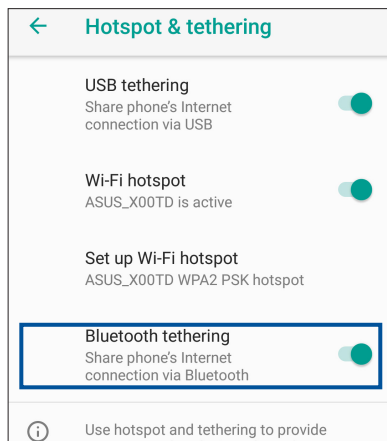 Hotspot & tethering
USB tethering
Share phone's Internet
connection via USB
Wi-Fi hotspot
ASUS_X00TD is active
Set up Wi-Fi hotspot
ASUS_X00TD WPA2 PSK hotspot
Bluetooth tethering
Share phone's Internet
connection via Bluetooth
Use hotspot and tethering to provide